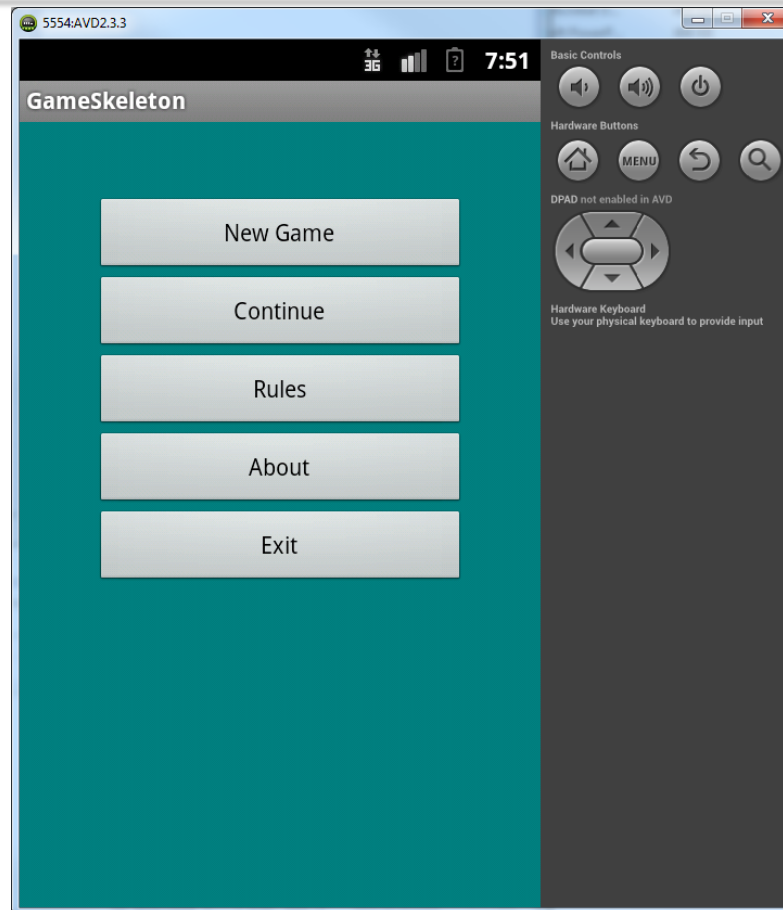 5554:AVD2.3.3
3G 7:51
GameSkeleton
New Game
Continue
Rules
About
Exit
Basic Controls
Hardware Buttons
MENU
DPAD not enabled in AVD
Hardware Keyboard
Use your physical keyboard to provide input